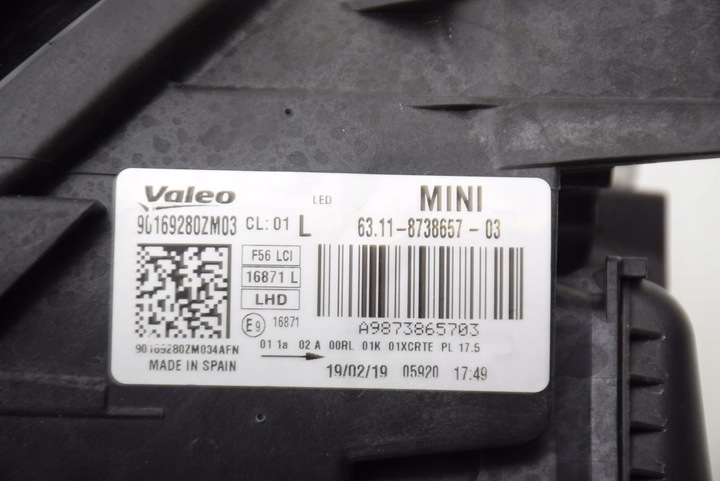 Valeo LED MINI
90169280ZM03 CL: 01 L 63.11-8738657-03
F56 LCI
16871 L
LHD
E9 16871 A9873865703
90169280ZM034AFN 01 1a 02 A 00RL 01K 01XCRTE PL 17.5
MADE IN SPAIN 19/02/19 05920 17:49